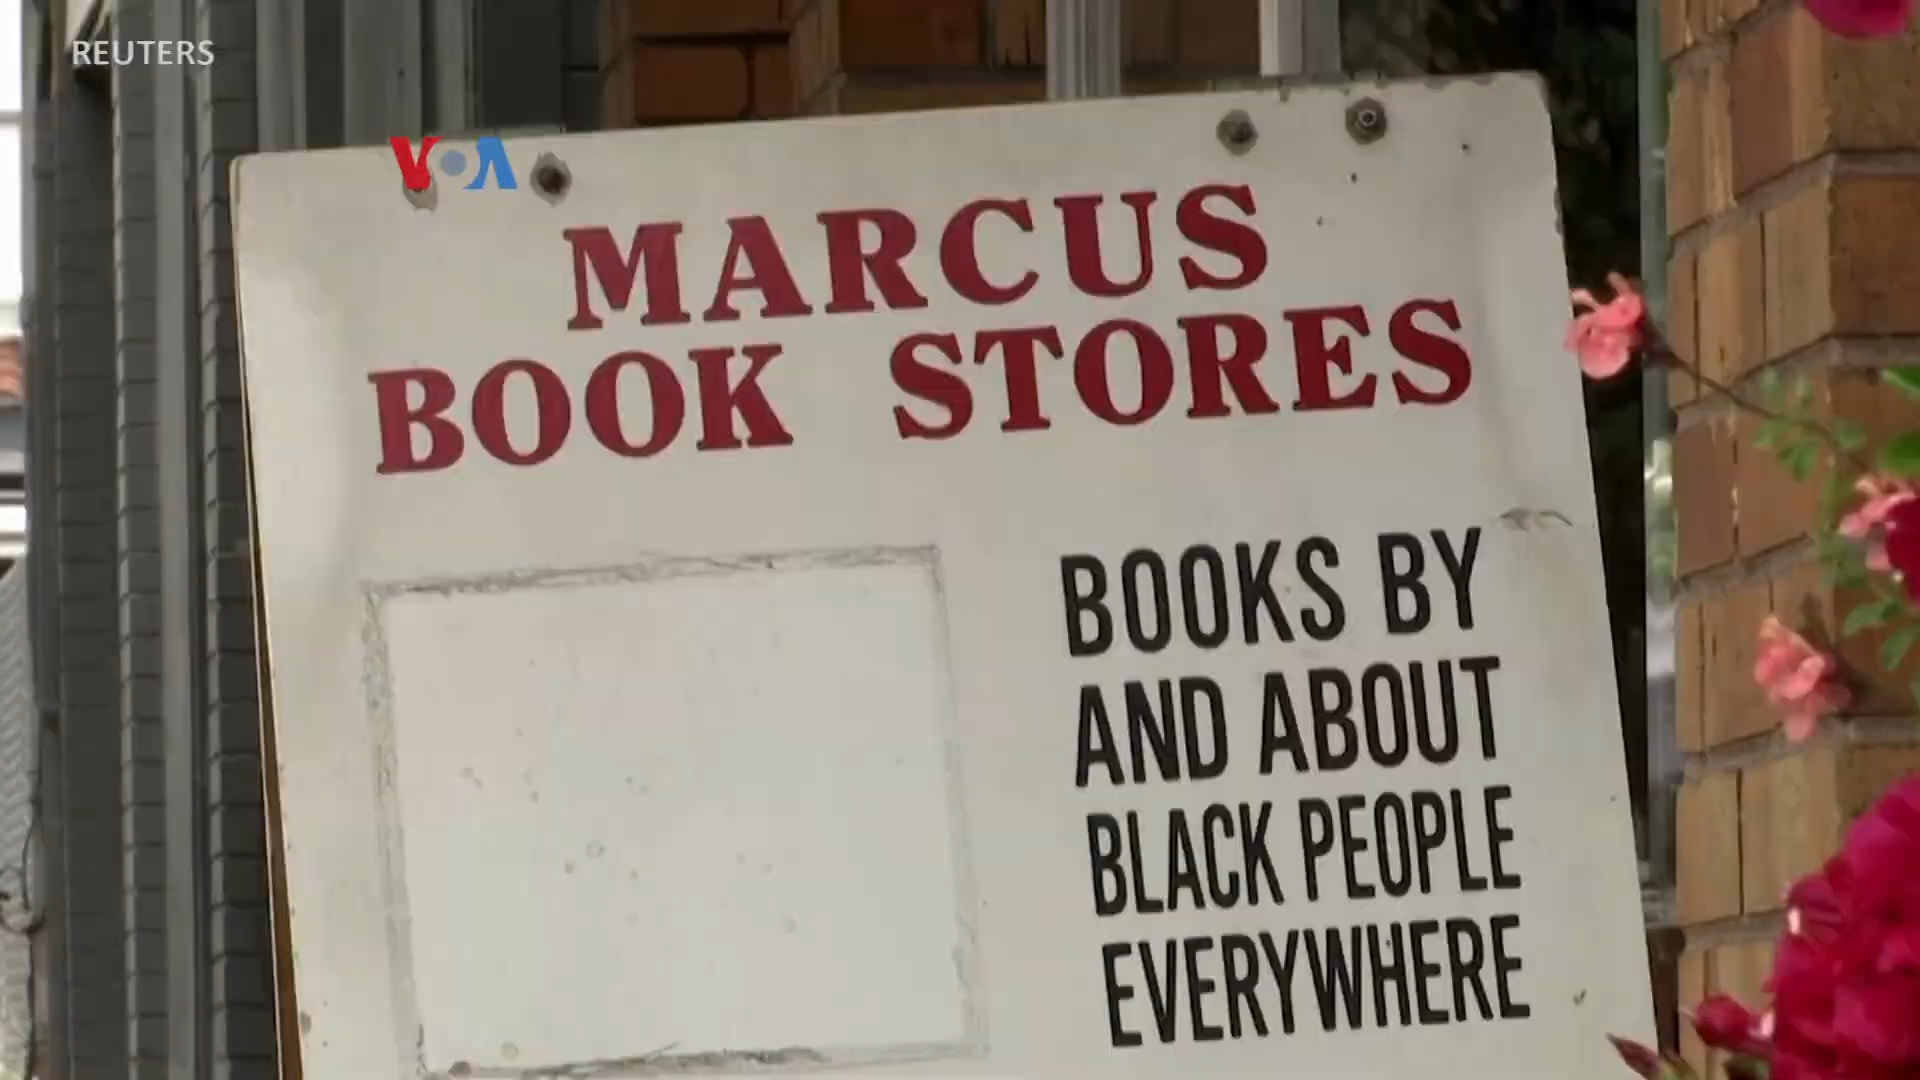 REUTERS
VOA
MARCUS
BOOK STORES
BOOKS BY
AND ABOUT
BLACK PEOPLE
EVERYWHERE